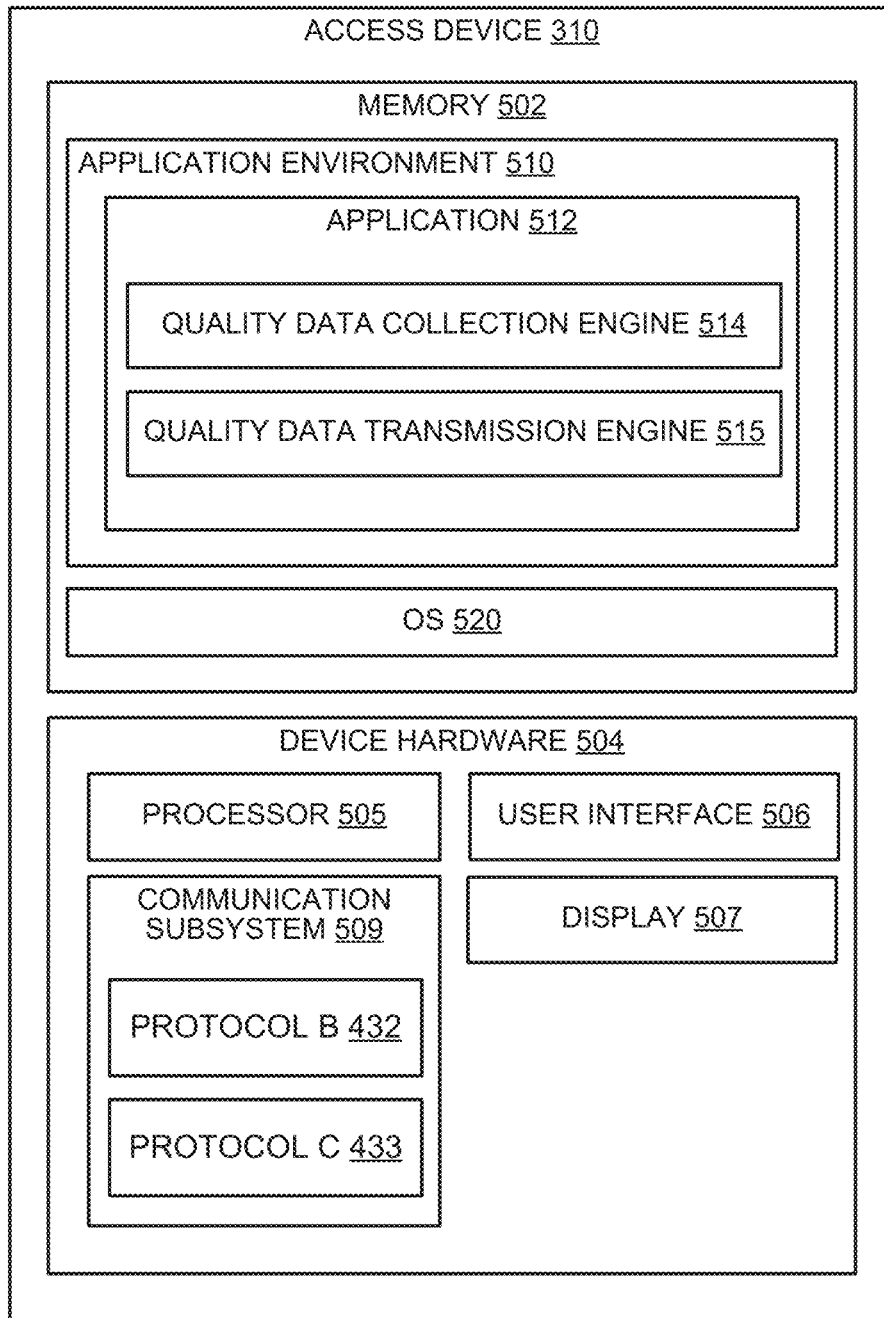 ACCESS DEVICE 310
MEMORY 502
APPLICATION ENVIRONMENT 510
APPLICATION 512
QUALITY DATA COLLECTION ENGINE 514
QUALITY DATA TRANSMISSION ENGINE 515
OS 520
DEVICE HARDWARE 504
PROCESSOR 505
USER INTERFACE 506
COMMUNICATION
SUBSYSTEM 509
DISPLAY 507
PROTOCOL B 432
PROTOCOL C 433